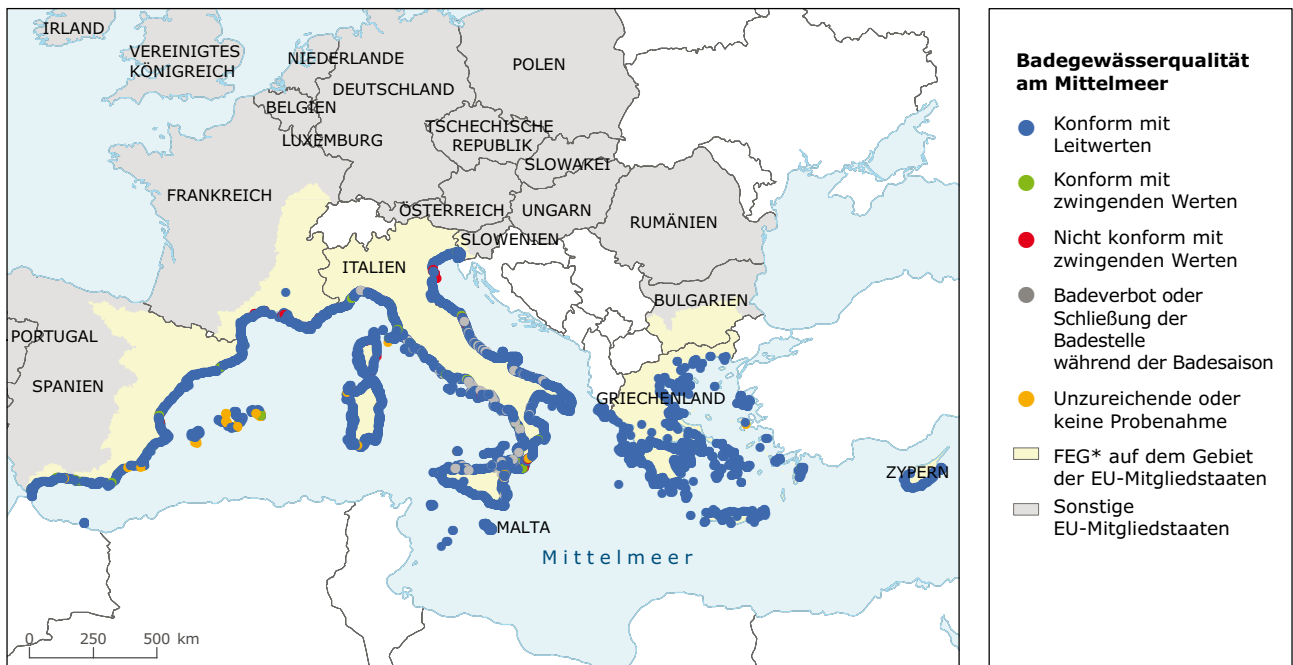 IRLAND
VEREINIGTES
KÖNIGREICH
NIEDERLANDE
POLEN
DEUTSCHLAND
BELGIEN
TSCHECHISCHE
REPUBLIK
LUXEMBURG
SLOWAKEI
FRANKREICH
ÖSTERREICH
UNGARN
RUMÄNIEN
SLOWENIEN
ITALIEN
BULGARIEN
PORTUGAL
SPANIEN
GRIECHENLAND
ZYPERN
MALTA
Mittelmeer
0 250 500 km
Badegewässerqualität
am Mittelmeer
Konform mit
Leitwerten
Konform mit
zwingenden Werten
Nicht konform mit
zwingenden Werten
Badeverbot oder
Schließung der
Badestelle
während der Badesaison
Unzureichende oder
keine Probenahme
FEG* auf dem Gebiet
der EU-Mitgliedstaaten
Sonstige
EU-Mitgliedstaaten